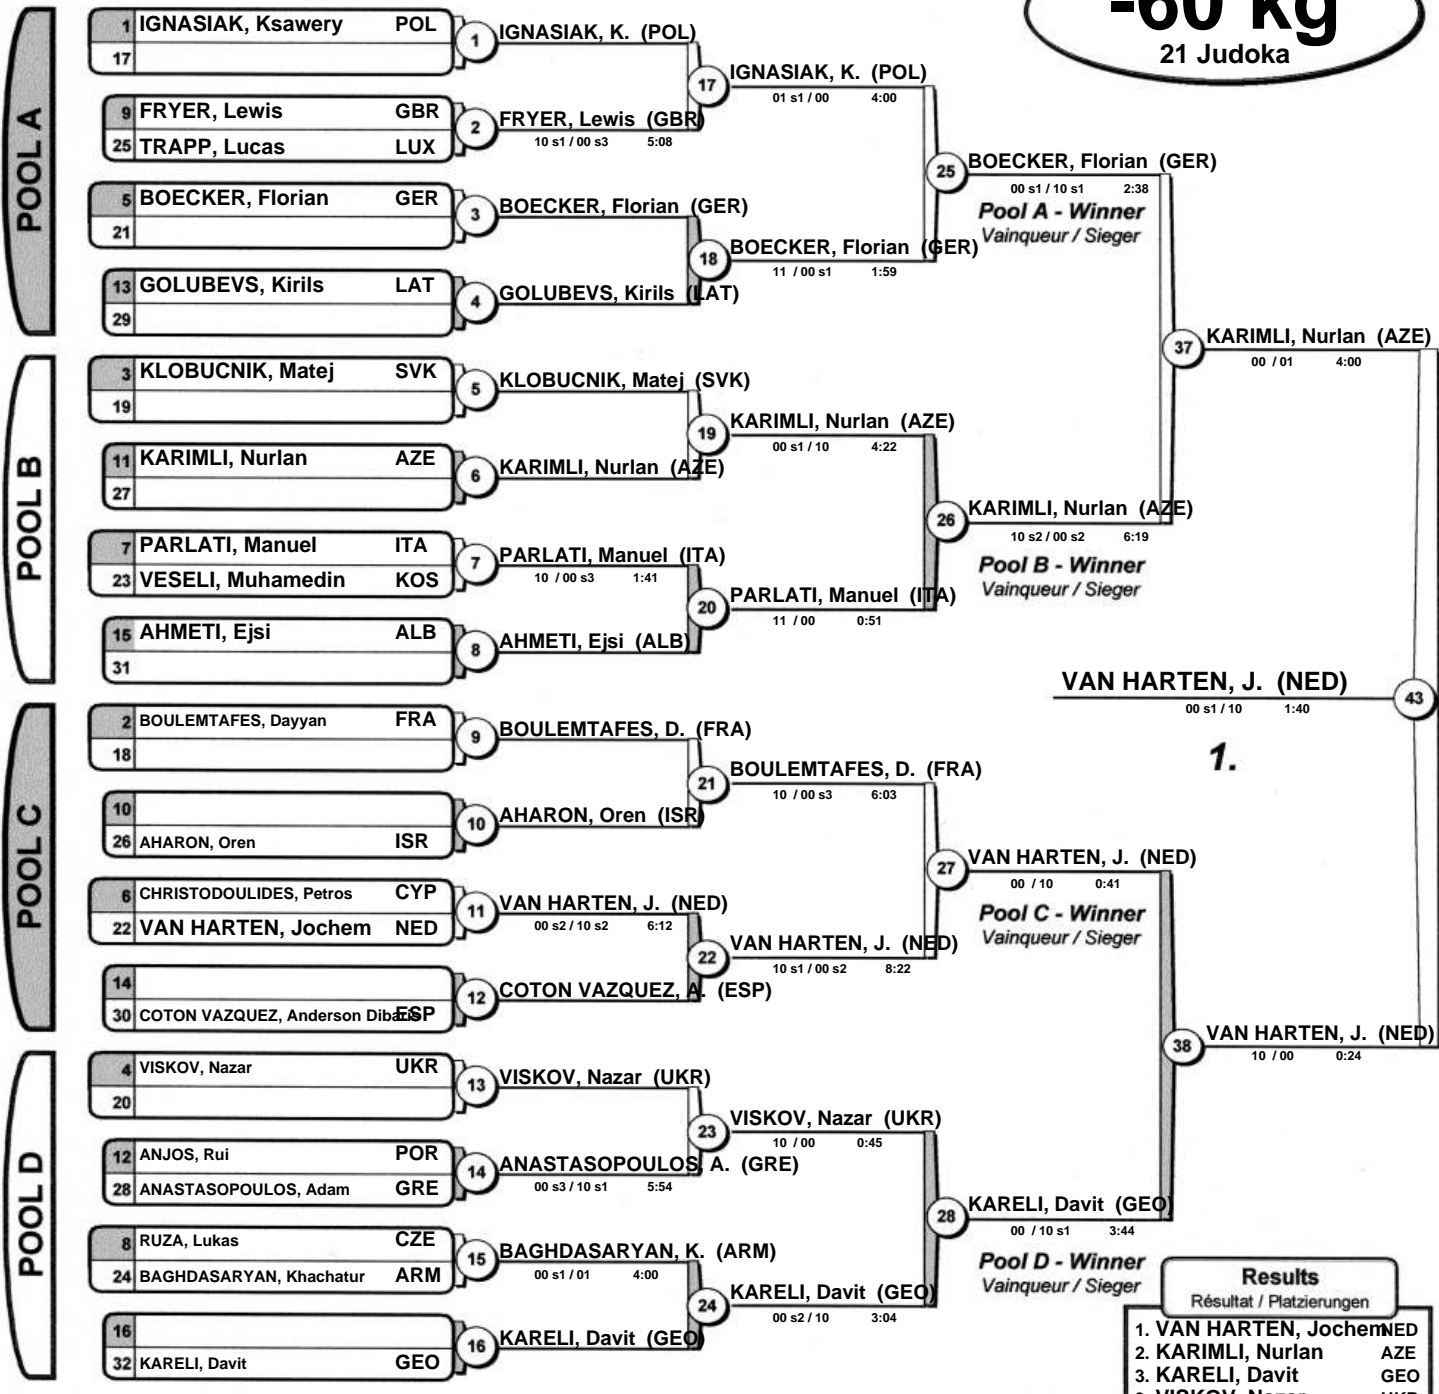 -60 kg
21 Judoka
POOL A
1 IGNASIAK, Ksawery POL
17
9 FRYER, Lewis GBR
25 TRAPP, Lucas LUX
5 BOECKER, Florian GER
21
13 GOLUBEVS, Kirils LAT
29
POOL B
3 KLOBUCNIK, Matej SVK
19
11 KARIMLI, Nurlan AZE
27
7 PARLATI, Manuel ITA
23 VESELI, Muhamedin KOS
15 AHMETI, Ejsi ALB
31
POOL C
2 BOULEMTAFES, Dayyan FRA
18
10
26 AHARON, Oren ISR
6 CHRISTODOULIDES, Petros CYP
22 VAN HARTEN, Jochem NED
14
30 COTON VAZQUEZ, Anderson ESP
POOL D
4 VISKOV, Nazar UKR
20
12 ANJOS, Rui POR
28 ANASTASOPOULOS, Adam GRE
8 RUZA, Lukas CZE
24 BAGHDASARYAN, Khachatur ARM
16
32 KARELI, Davit GEO
1 IGNASIAK, K. (POL)
2 FRYER, Lewis (GBR)
10 s1 / 00 s3 5:08
3 BOECKER, Florian (GER)
4 GOLUBEVS, Kirils (LAT)
5 KLOBUCNIK, Matej (SVK)
6 KARIMLI, Nurlan (AZE)
7 PARLATI, Manuel (ITA)
10 / 00 s3 1:41
8 AHMETI, Ejsi (ALB)
9 BOULEMTAFES, D. (FRA)
10 AHARON, Oren (ISR)
11 VAN HARTEN, J. (NED)
00 s2 / 10 s2 6:12
12 COTON VAZQUEZ, A. (ESP)
13 VISKOV, Nazar (UKR)
14 ANASTASOPOULOS, A. (GRE)
00 s3 / 10 s1 5:54
15 BAGHDASARYAN, K. (ARM)
00 s1 / 01 4:00
16 KARELI, Davit (GEO)
17 IGNASIAK, K. (POL)
01 s1 / 00 4:00
18 BOECKER, Florian (GER)
11 / 00 s1 1:59
19 KARIMLI, Nurlan (AZE)
00 s1 / 10 4:22
20 PARLATI, Manuel (ITA)
11 / 00 0:51
21 BOULEMTAFES, D. (FRA)
10 / 00 s3 6:03
22 VAN HARTEN, J. (NED)
10 s1 / 00 s2 8:22
23 VISKOV, Nazar (UKR)
10 / 00 0:45
24 KARELI, Davit (GEO)
00 s2 / 10 3:04
25 BOECKER, Florian (GER)
00 s1 / 10 s1 2:38
Pool A - Winner
Vainqueur / Sieger
26 KARIMLI, Nurlan (AZE)
10 s2 / 00 s2 6:19
Pool B - Winner
Vainqueur / Sieger
27 VAN HARTEN, J. (NED)
00 / 10 0:41
Pool C - Winner
Vainqueur / Sieger
28 KARELI, Davit (GEO)
00 / 10 s1 3:44
Pool D - Winner
Vainqueur / Sieger
37 KARIMLI, Nurlan (AZE)
00 / 01 4:00
38 VAN HARTEN, J. (NED)
10 / 00 0:24
VAN HARTEN, J. (NED) 43
00 s1 / 10 1:40
1.
Results
Résultat / Platzierungen
1. VAN HARTEN, Jochem NED
2. KARIMLI, Nurlan AZE
3. KARELI, Davit GEO
3. VISKOV, Nazar UKR